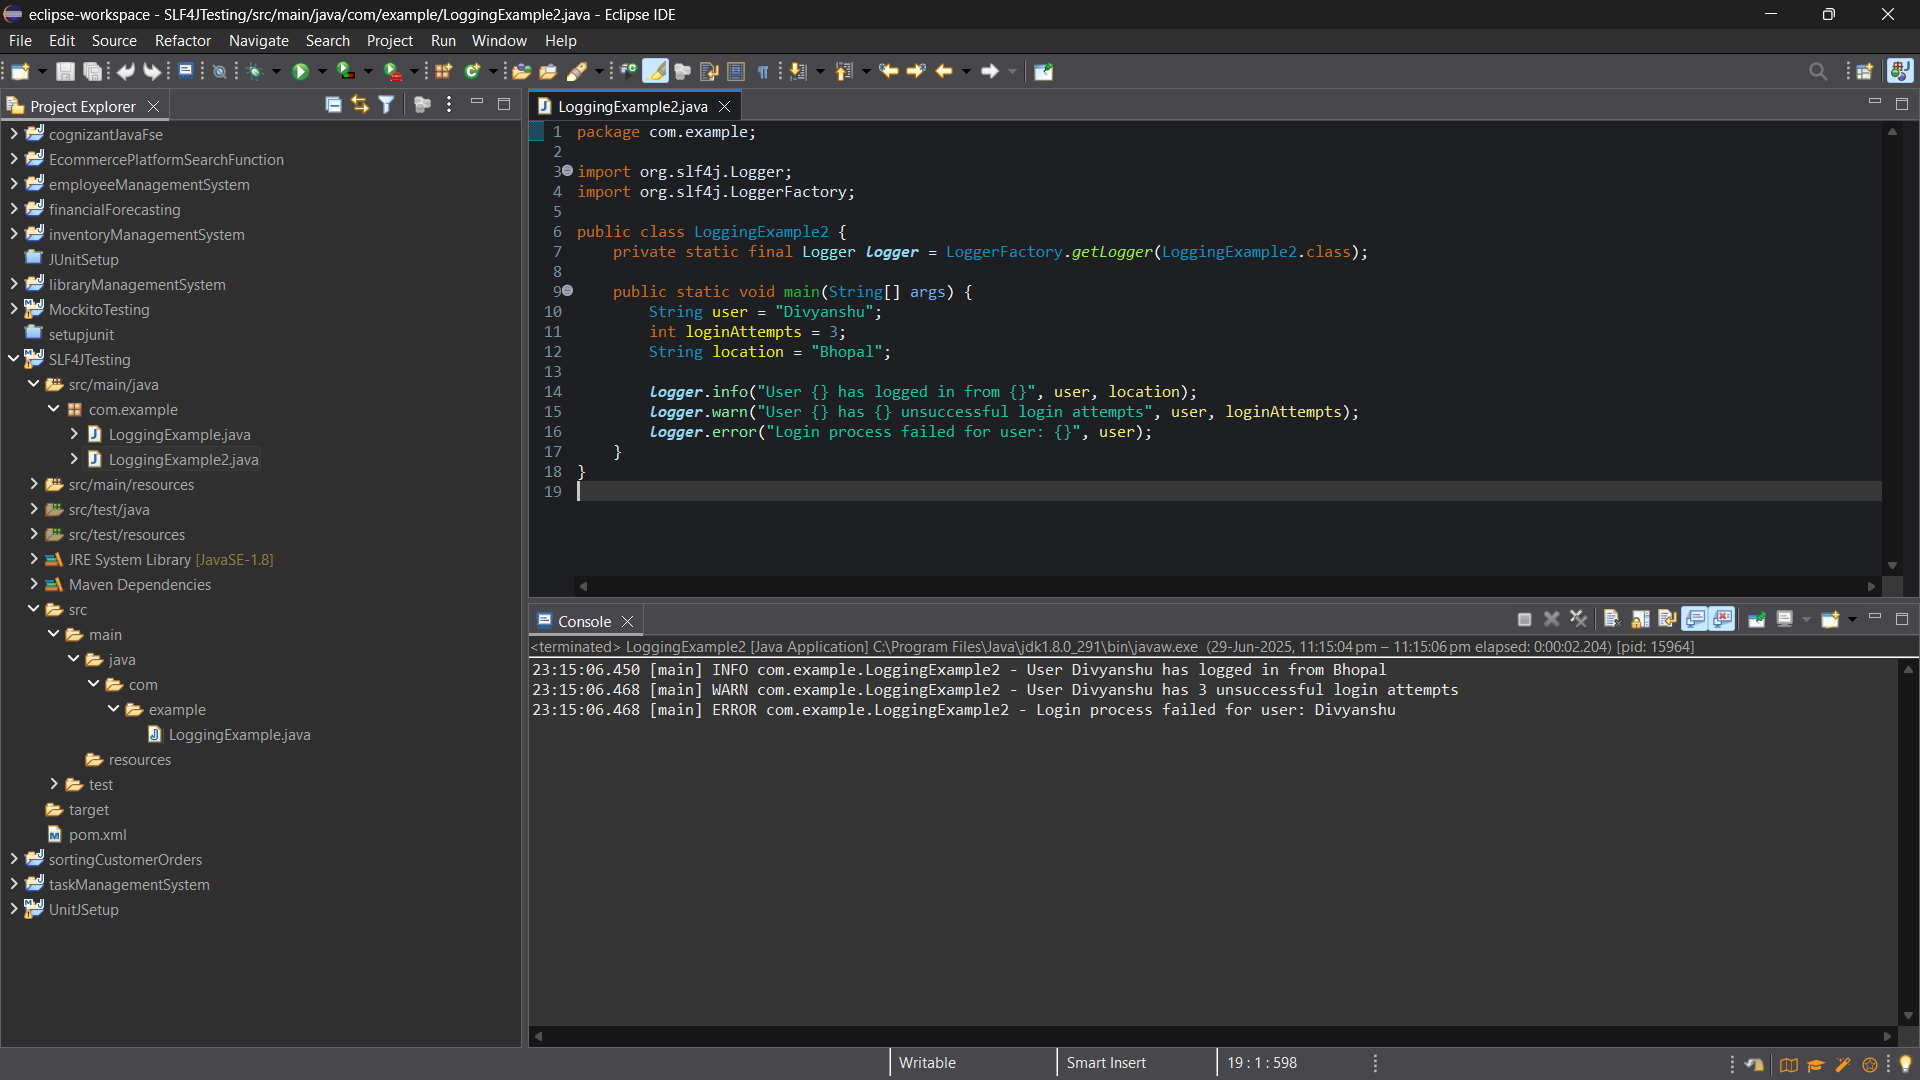 eclipse-workspace - SLF4JTesting/src/main/java/com/example/LoggingExample2.java - Eclipse IDE
File Edit Source Refactor Navigate Search Project Run Window Help
Project Explorer
cognizantJavaFse
EcommercePlatformSearchFunction
employeeManagementSystem
financialForecasting
inventoryManagementSystem
JUnitSetup
libraryManagementSystem
MockitoTesting
setupjunit
SLF4JTesting
src/main/java
com.example
LoggingExample.java
LoggingExample2.java
src/main/resources
src/test/java
src/test/resources
JRE System Library [JavaSE-1.8]
Maven Dependencies
src
main
java
com
example
LoggingExample.java
resources
test
target
pom.xml
sortingCustomerOrders
taskManagementSystem
UnitJSetup
LoggingExample2.java
1 package com.example;
2
3 import org.slf4j.Logger;
4 import org.slf4j.LoggerFactory;
5
6 public class LoggingExample2 {
7     private static final Logger logger = LoggerFactory.getLogger(LoggingExample2.class);
8
9     public static void main(String[] args) {
10         String user = "Divyanshu";
11         int loginAttempts = 3;
12         String location = "Bhopal";
13
14         logger.info("User {} has logged in from {}", user, location);
15         logger.warn("User {} has {} unsuccessful login attempts", user, loginAttempts);
16         logger.error("Login process failed for user: {}", user);
17     }
18 }
19
Console
<terminated> LoggingExample2 [Java Application] C:\Program Files\Java\jdk1.8.0_291\bin\javaw.exe (29-Jun-2025, 11:15:04 pm – 11:15:06 pm elapsed: 0:00:02.204) [pid: 15964]
23:15:06.450 [main] INFO com.example.LoggingExample2 - User Divyanshu has logged in from Bhopal
23:15:06.468 [main] WARN com.example.LoggingExample2 - User Divyanshu has 3 unsuccessful login attempts
23:15:06.468 [main] ERROR com.example.LoggingExample2 - Login process failed for user: Divyanshu
Writable
Smart Insert
19 : 1 : 598